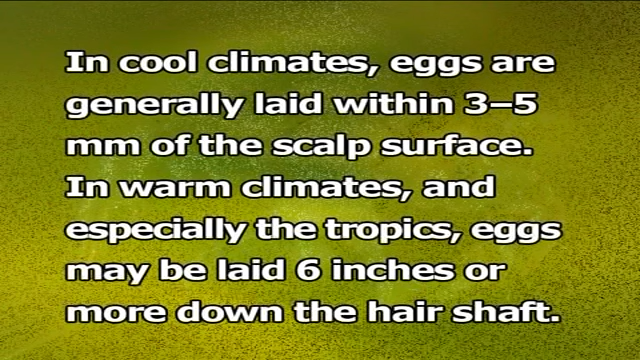 In cool climates, eggs are
generally laid within 3–5
mm of the scalp surface.
In warm climates, and
especially the tropics, eggs
may be laid 6 inches or
more down the hair shaft.